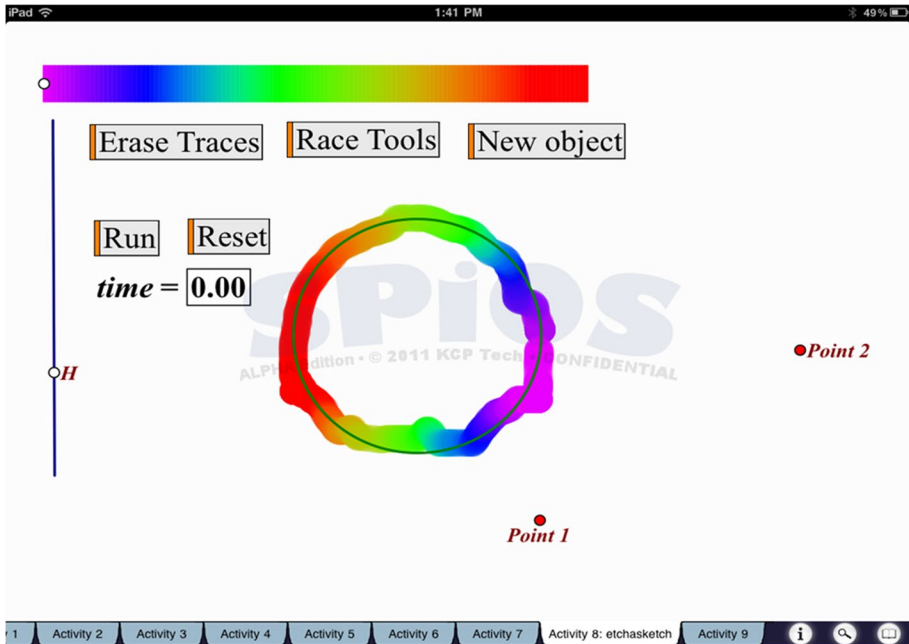 iPad 1:41 PM 49%
Erase Traces Race Tools New object
Run Reset
time = 0.00
SPiOS
ALPHA Edition • © 2011 KCP Tech CONFIDENTIAL
Point 2
H
Point 1
1 Activity 2 Activity 3 Activity 4 Activity 5 Activity 6 Activity 7 Activity 8: etchasketch Activity 9 i